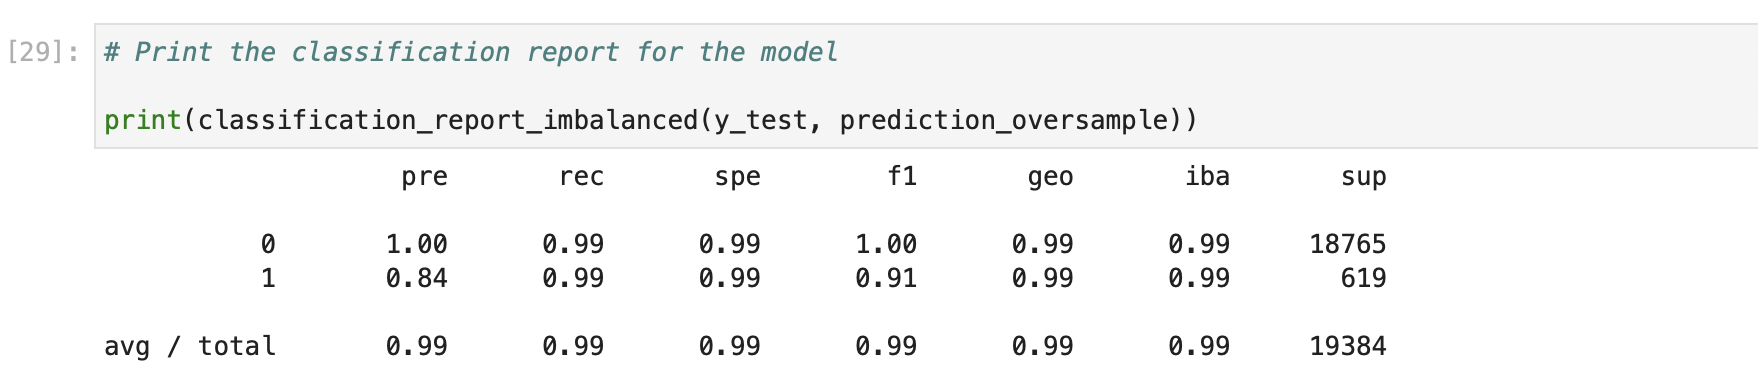 [29]: # Print the classification report for the model
print(classification_report_imbalanced(y_test, prediction_oversample))
pre rec spe f1 geo iba sup
0 1.00 0.99 0.99 1.00 0.99 0.99 18765
1 0.84 0.99 0.99 0.91 0.99 0.99 619
avg / total 0.99 0.99 0.99 0.99 0.99 0.99 19384